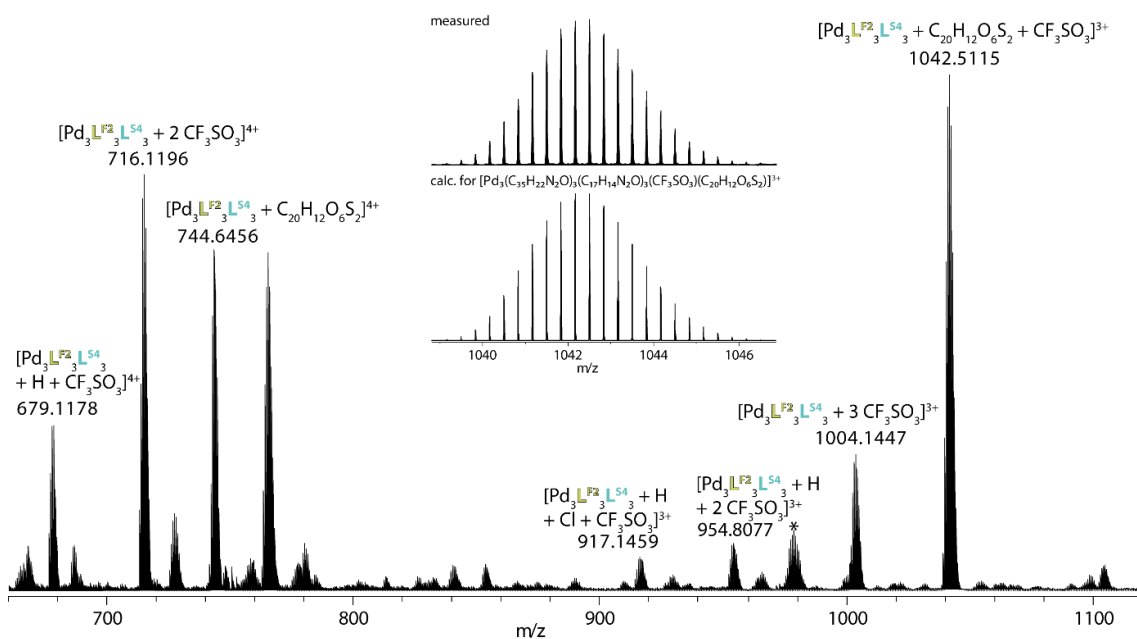 measured
[Pd₃Lᶠ²₃Lˢ⁴₃ + C₂₀H₁₂O₆S₂ + CF₃SO₃]³⁺
1042.5115
[Pd₃Lᶠ²₃Lˢ⁴₃ + 2 CF₃SO₃]⁴⁺
716.1196
calc. for [Pd₃(C₃₅H₂₂N₂O)₃(C₁₇H₁₄N₂O)₃(CF₃SO₃)(C₂₀H₁₂O₆S₂)]³⁺
[Pd₃Lᶠ²₃Lˢ⁴₃ + C₂₀H₁₂O₆S₂]⁴⁺
744.6456
1040 1042 1044 1046
m/z
[Pd₃Lᶠ²₃Lˢ⁴₃
+ H + CF₃SO₃]⁴⁺
679.1178
[Pd₃Lᶠ²₃Lˢ⁴₃ + 3 CF₃SO₃]³⁺
1004.1447
[Pd₃Lᶠ²₃Lˢ⁴₃ + H
+ Cl + CF₃SO₃]³⁺
917.1459
[Pd₃Lᶠ²₃Lˢ⁴₃ + H
+ 2 CF₃SO₃]³⁺
954.8077 *
700 800 900 1000 1100
m/z